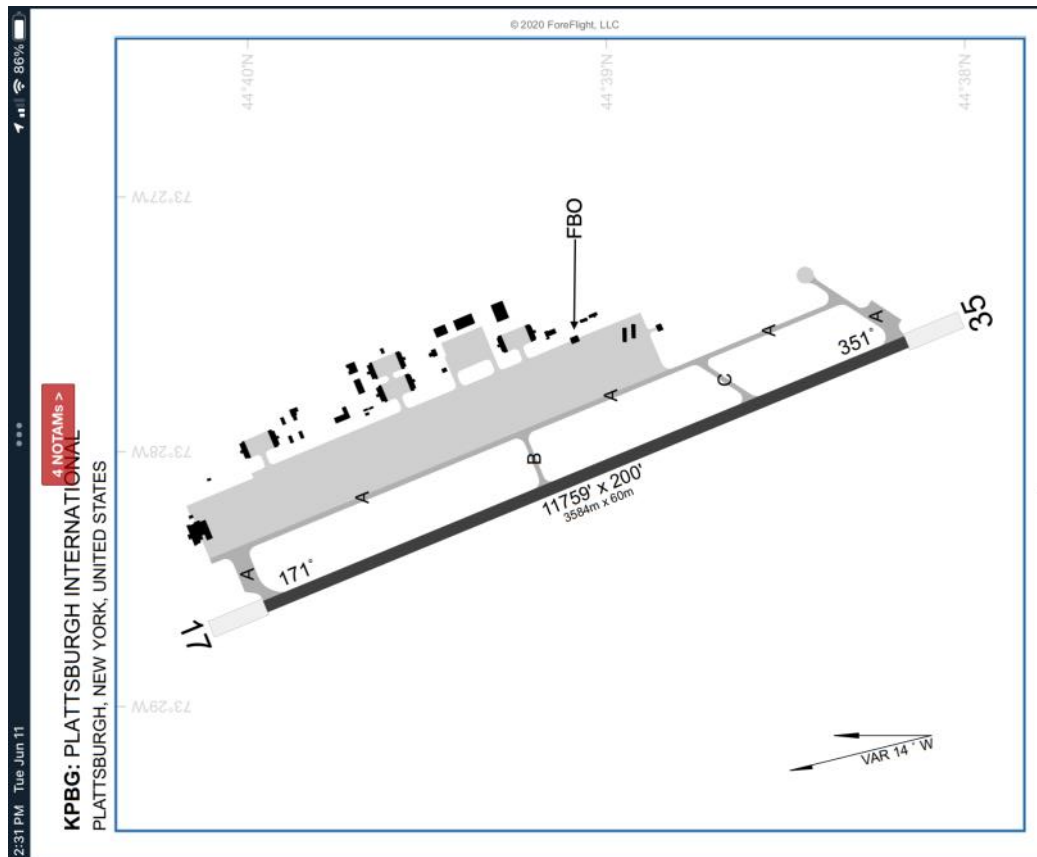 2:31 PM Tue Jun 11
•••
86%
4 NOTAMs >
KPBG: PLATTSBURGH INTERNATIONAL
PLATTSBURGH, NEW YORK, UNITED STATES
© 2020 ForeFlight, LLC
44°40'N
44°39'N
44°38'N
73°27'W
73°28'W
73°29'W
FBO
17
171°
A
A
B
11759' x 200'
3584m x 60m
A
C
A
351°
A
35
VAR 14° W